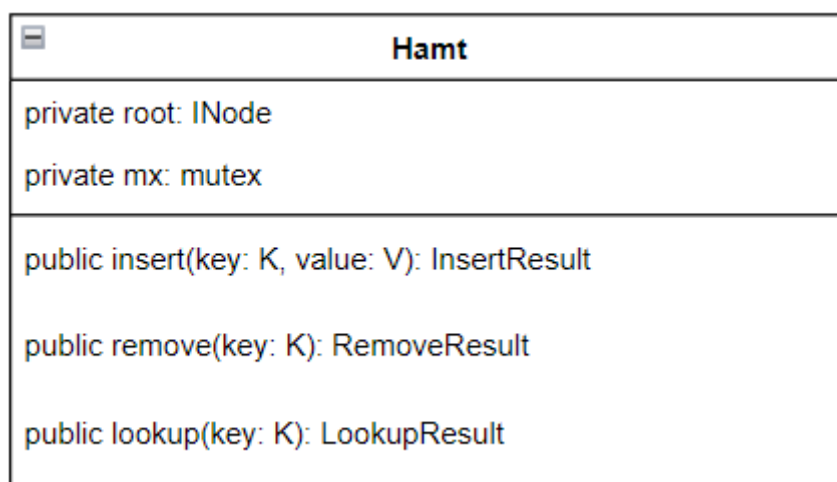 Hamt
private root: INode
private mx: mutex
public insert(key: K, value: V): InsertResult
public remove(key: K): RemoveResult
public lookup(key: K): LookupResult